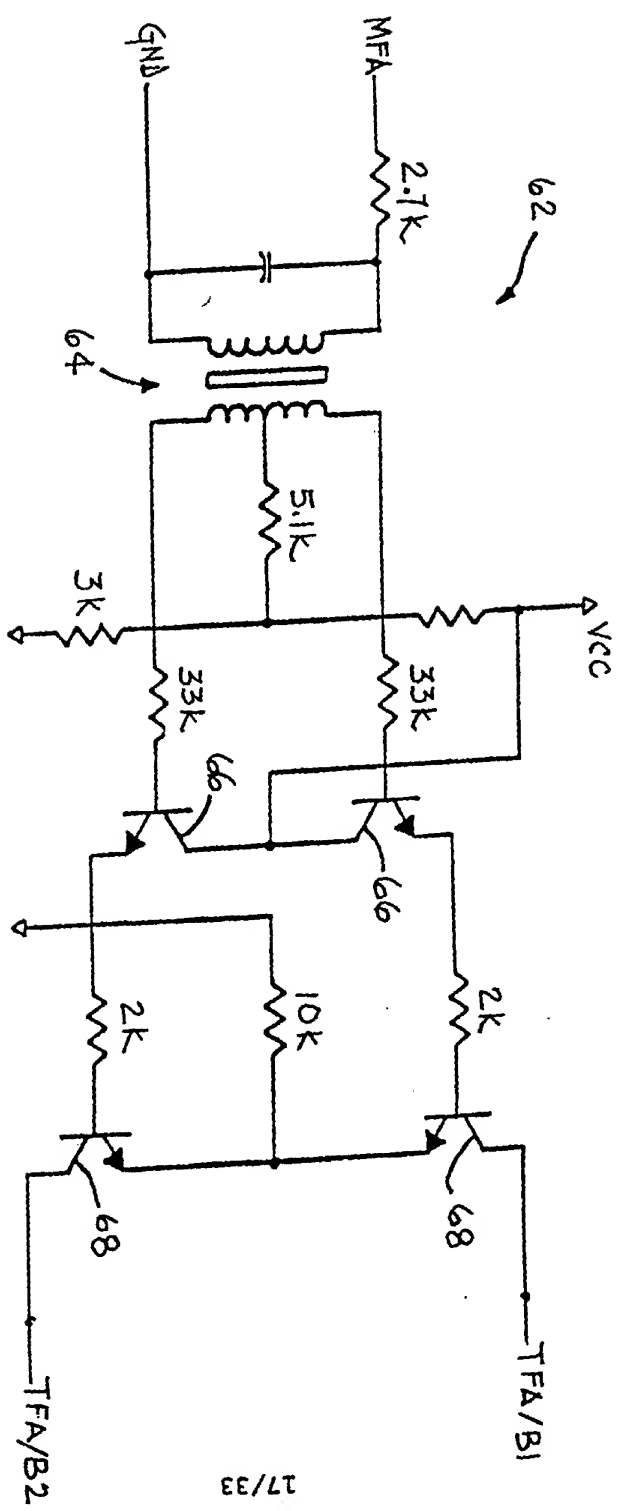 62
MFA
2.7k
GND
64
5.1k
VCC
3k
33k
33k
66
66
2k
10k
2k
68
68
TFA/B1
TFA/B2
17/33